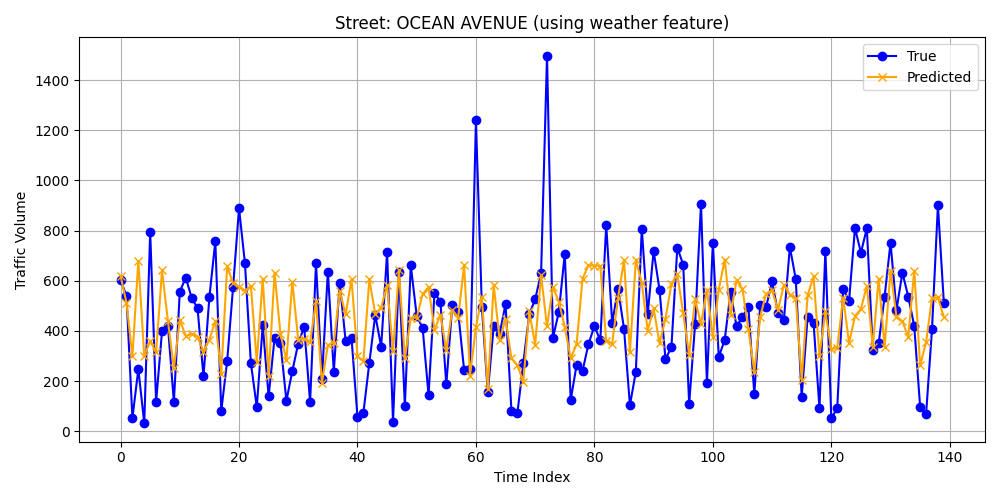 Street: OCEAN AVENUE (using weather feature)
True
Predicted
Traffic Volume
1400
1200
1000
800
600
400
200
0
0 20 40 60 80 100 120 140
Time Index